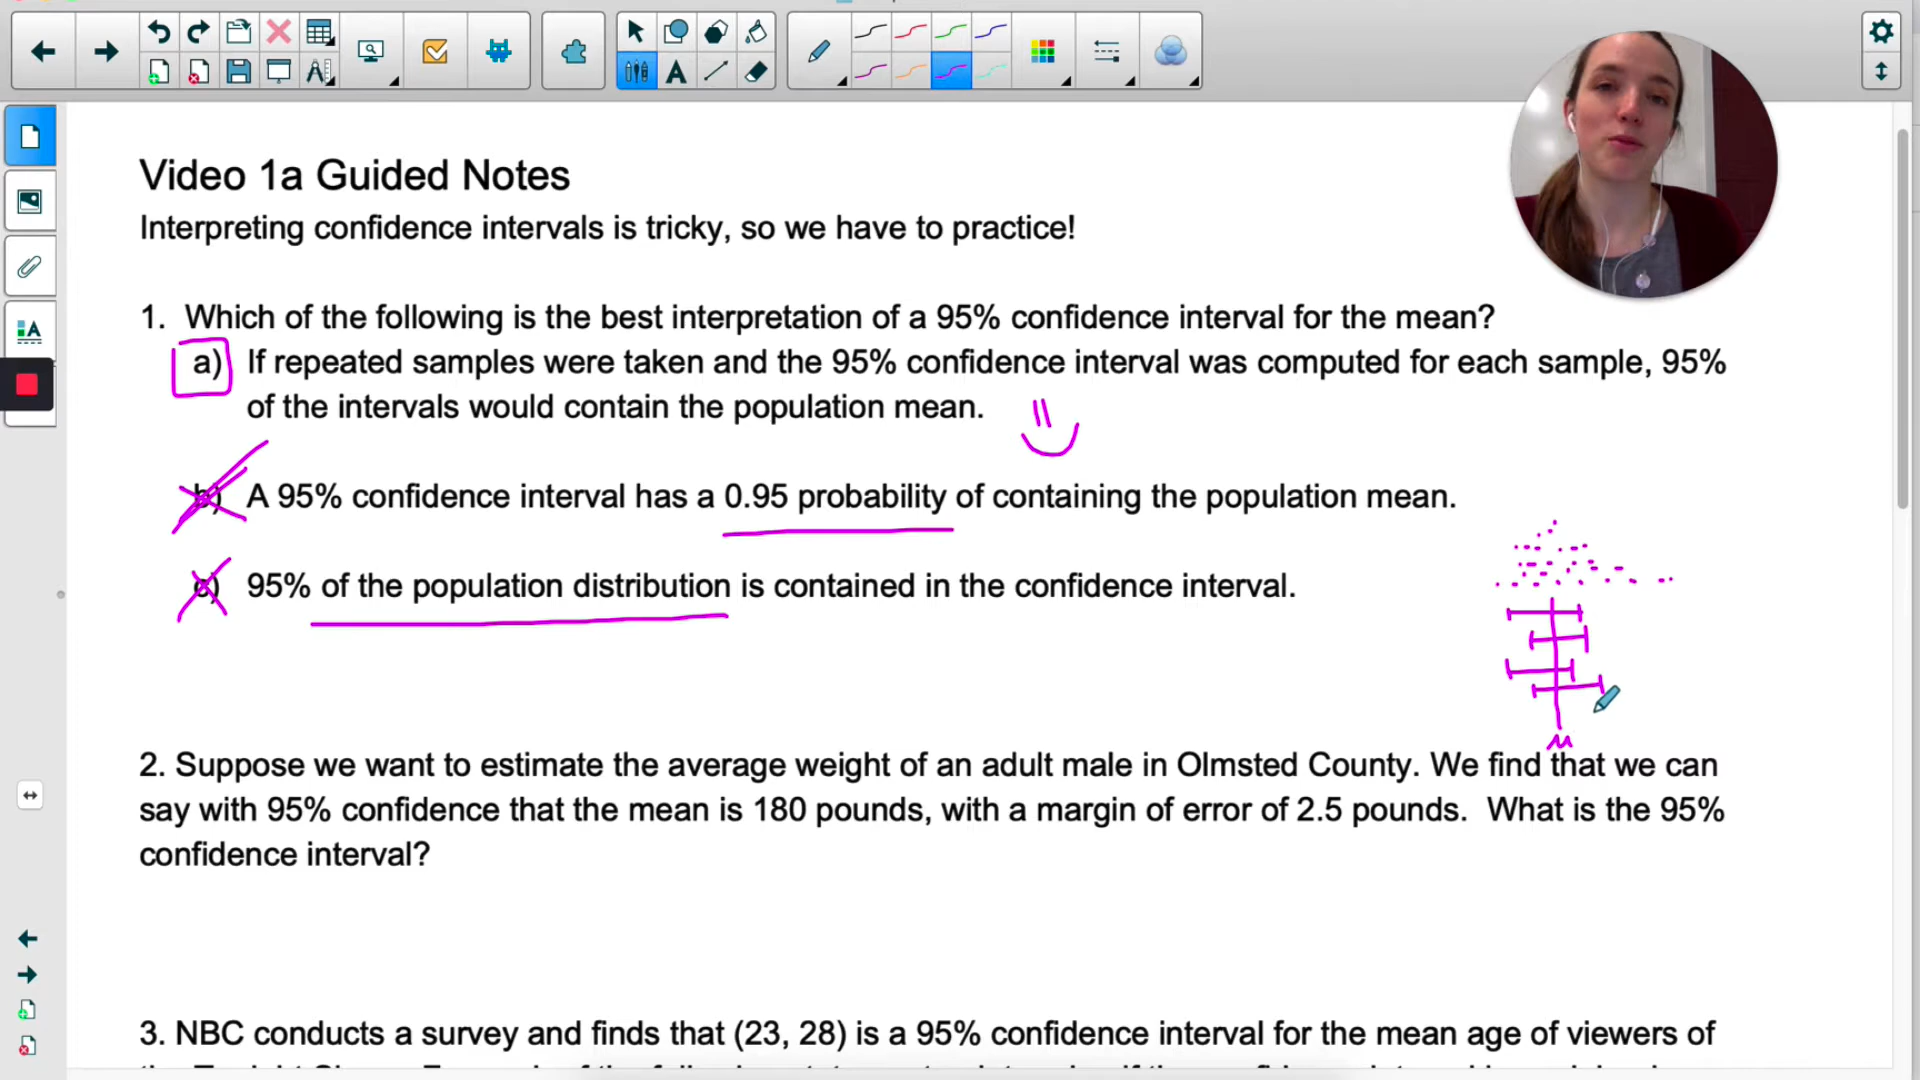 Video 1a Guided Notes
Interpreting confidence intervals is tricky, so we have to practice!
1. Which of the following is the best interpretation of a 95% confidence interval for the mean?
a) If repeated samples were taken and the 95% confidence interval was computed for each sample, 95%
of the intervals would contain the population mean.
b) A 95% confidence interval has a 0.95 probability of containing the population mean.
c) 95% of the population distribution is contained in the confidence interval.
μ
2. Suppose we want to estimate the average weight of an adult male in Olmsted County. We find that we can
say with 95% confidence that the mean is 180 pounds, with a margin of error of 2.5 pounds. What is the 95%
confidence interval?
3. NBC conducts a survey and finds that (23, 28) is a 95% confidence interval for the mean age of viewers of